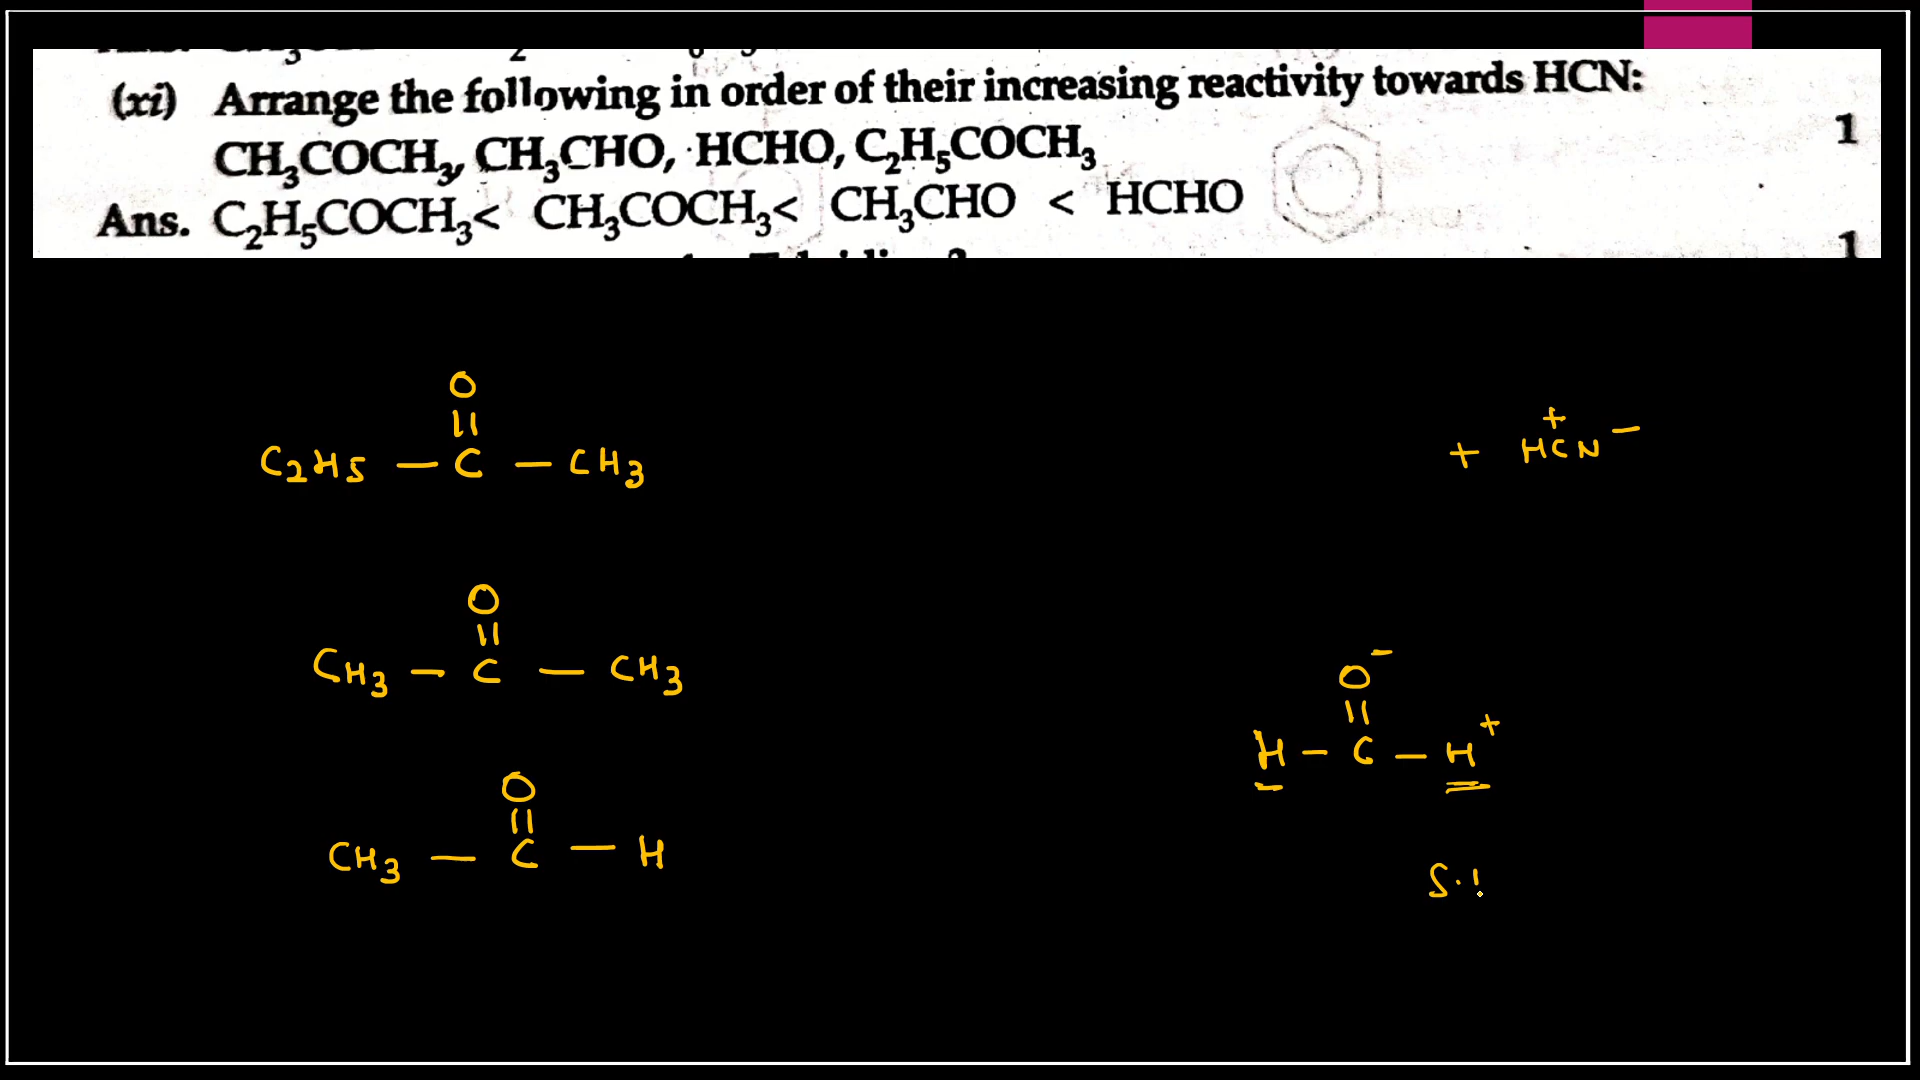 (xi) Arrange the following in order of their increasing reactivity towards HCN:
1
CH₃COCH₃, CH₃CHO, HCHO, C₂H₅COCH₃
Ans. C₂H₅COCH₃< CH₃COCH₃< CH₃CHO < HCHO
1
O
||
C₂H₅ — C — CH₃
+ H⁺CN⁻
O
||
CH₃ — C — CH₃
O⁻
||
H — C — H⁺
O
||
CH₃ — C — H